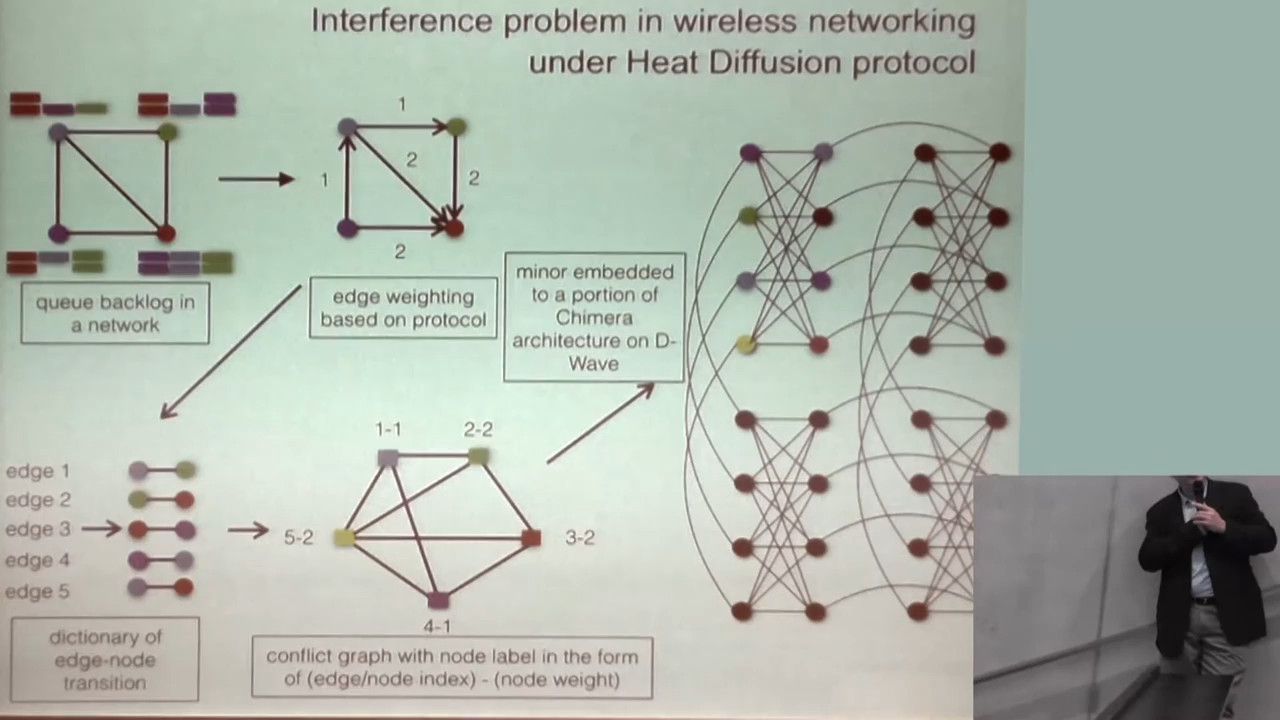 Interference problem in wireless networking
under Heat Diffusion protocol
1
1
2
2
2
queue backlog in
a network
edge weighting
based on protocol
minor embedded
to a portion of
Chimera
architecture on D-
Wave
edge 1
edge 2
edge 3
edge 4
edge 5
1-1
2-2
5-2
3-2
4-1
dictionary of
edge-node
transition
conflict graph with node label in the form
of (edge/node index) - (node weight)